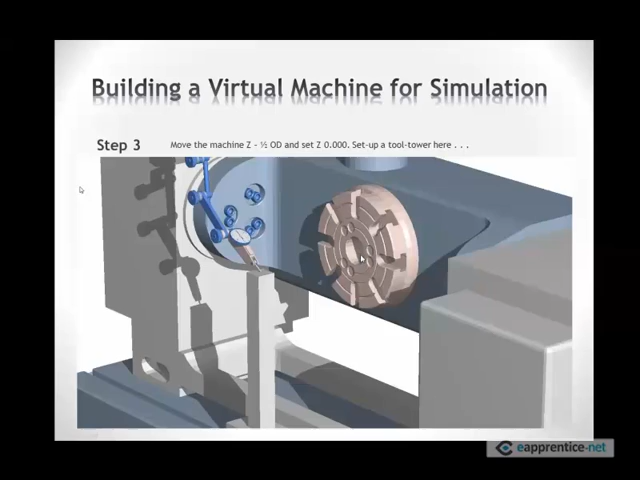 Building a Virtual Machine for Simulation
Step 3
Move the machine Z - ½ OD and set Z 0.000. Set-up a tool-tower here . . .
eapprentice.net